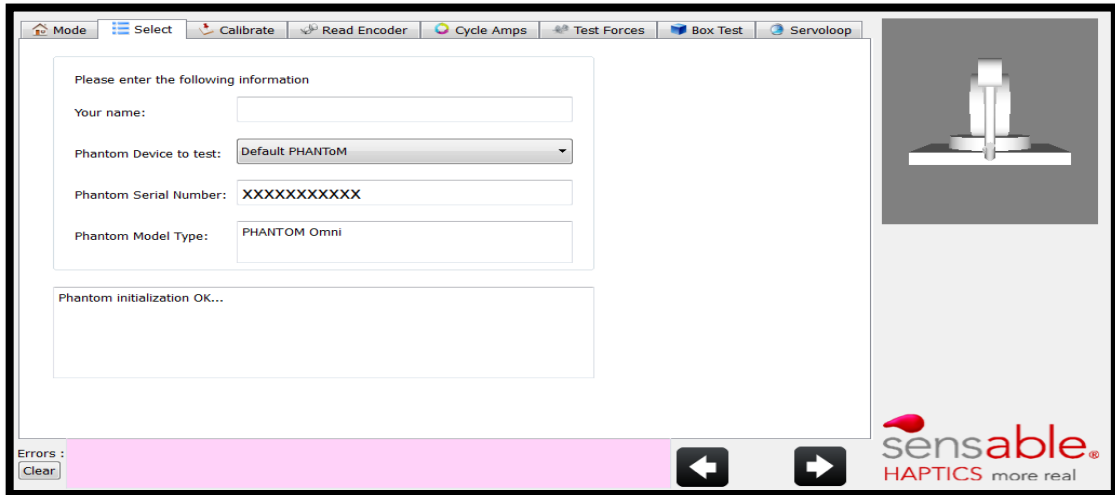 Mode Select Calibrate Read Encoder Cycle Amps Test Forces Box Test Servoloop
Please enter the following information
Your name:
Phantom Device to test: Default PHANToM
Phantom Serial Number: XXXXXXXXXXX
Phantom Model Type: PHANTOM Omni
Phantom initialization OK...
Errors :
Clear
sensable®
HAPTICS more real